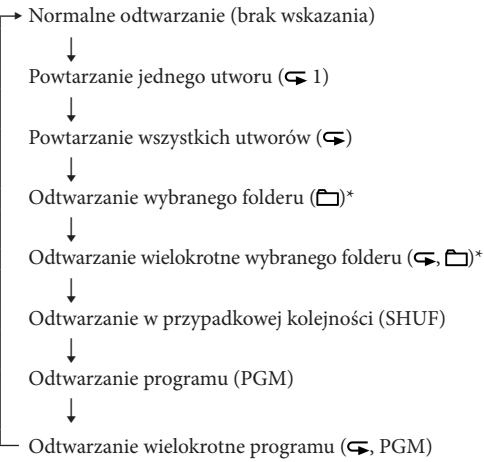 Normalne odtwarzanie (brak wskazania)
Powtarzanie jednego utworu (1)
Powtarzanie wszystkich utworów ()
Odtwarzanie wybranego folderu ()*
Odtwarzanie wielokrotne wybranego folderu (, )*
Odtwarzanie w przypadkowej kolejności (SHUF)
Odtwarzanie programu (PGM)
Odtwarzanie wielokrotne programu (, PGM)